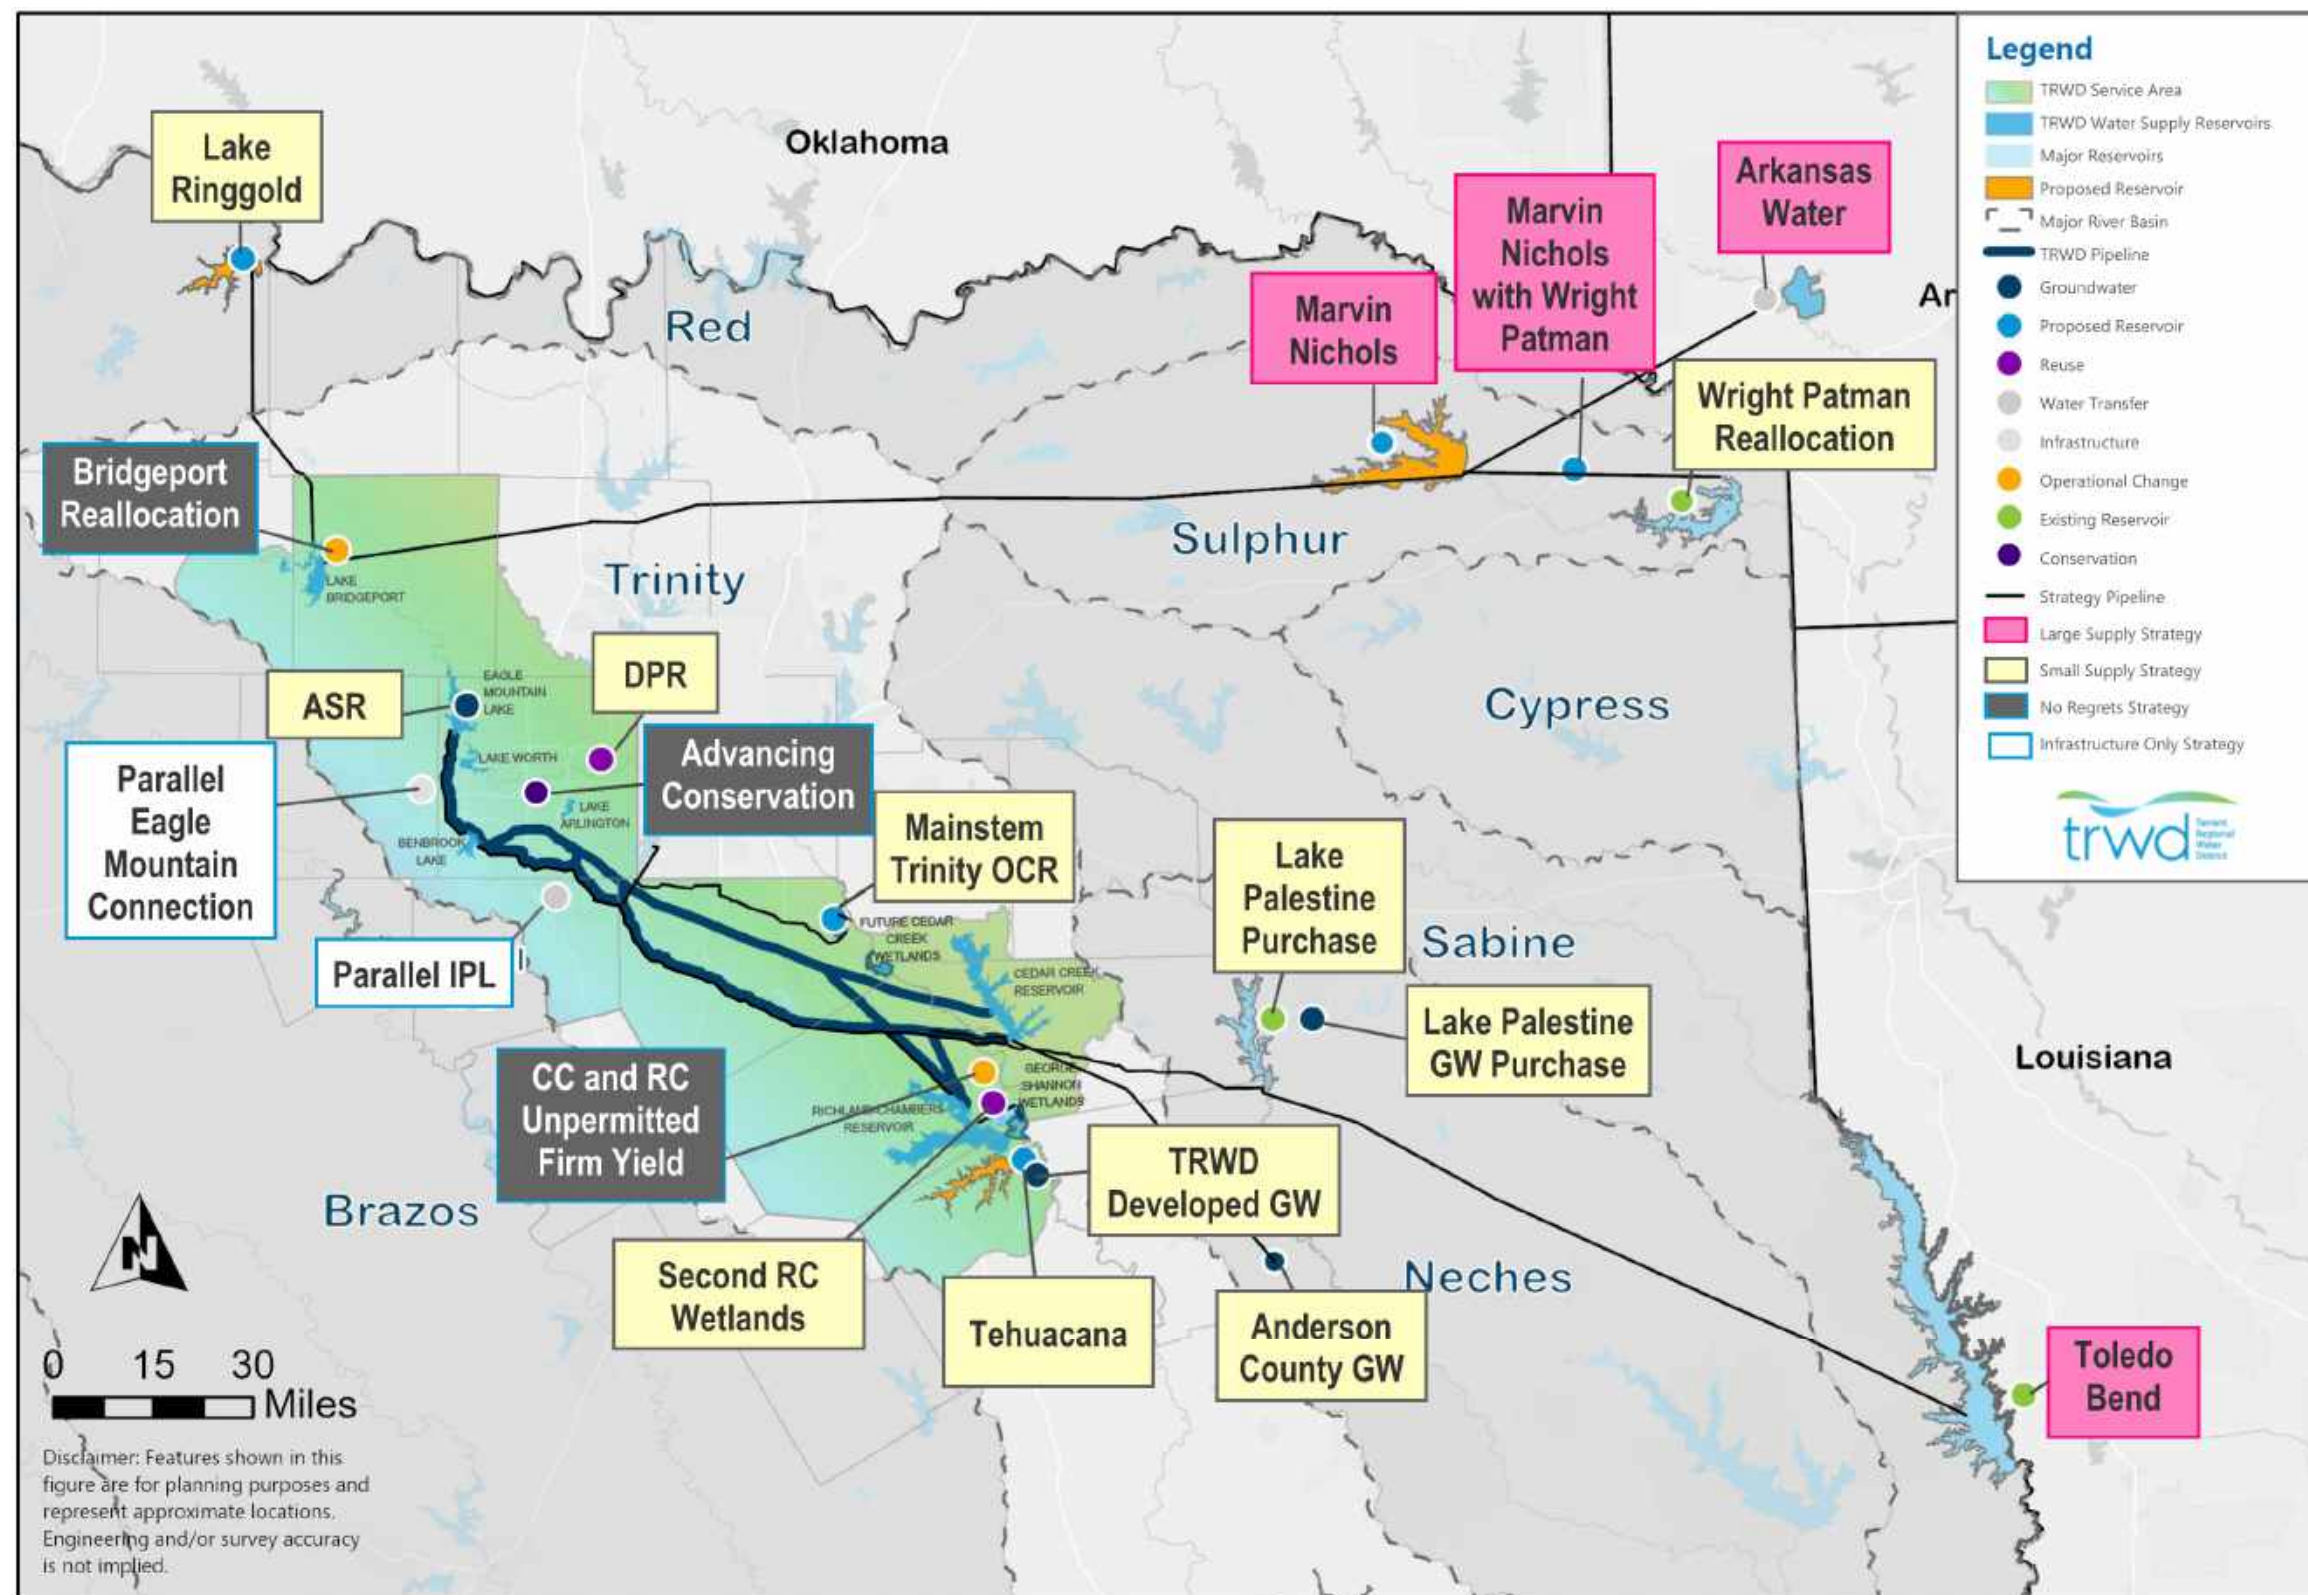 Oklahoma
Louisiana
Ar
Red
Trinity
Sulphur
Cypress
Sabine
Neches
Brazos
Lake
Ringgold
Bridgeport
Reallocation
ASR
DPR
Parallel
Eagle
Mountain
Connection
Parallel IPL
Advancing
Conservation
Mainstem
Trinity OCR
CC and RC
Unpermitted
Firm Yield
Second RC
Wetlands
Tehuacana
TRWD
Developed GW
Anderson
County GW
Lake
Palestine
Purchase
Lake Palestine
GW Purchase
Marvin
Nichols
Marvin
Nichols
with Wright
Patman
Arkansas
Water
Wright Patman
Reallocation
Toledo
Bend
LAKE
BRIDGEPORT
EAGLE
MOUNTAIN
LAKE
LAKE WORTH
LAKE
ARLINGTON
BENBROOK
LAKE
FUTURE CEDAR
CREEK
WETLANDS
CEDAR CREEK
RESERVOIR
GEORGE
SHANNON
WETLANDS
RICHLAND-CHAMBERS
RESERVOIR
N
0 15 30
Miles
Disclaimer: Features shown in this
figure are for planning purposes and
represent approximate locations.
Engineering and/or survey accuracy
is not implied.
Legend
TRWD Service Area
TRWD Water Supply Reservoirs
Major Reservoirs
Proposed Reservoir
Major River Basin
TRWD Pipeline
Groundwater
Proposed Reservoir
Reuse
Water Transfer
Infrastructure
Operational Change
Existing Reservoir
Conservation
Strategy Pipeline
Large Supply Strategy
Small Supply Strategy
No Regrets Strategy
Infrastructure Only Strategy
trwd
Tarrant
Regional
Water
District